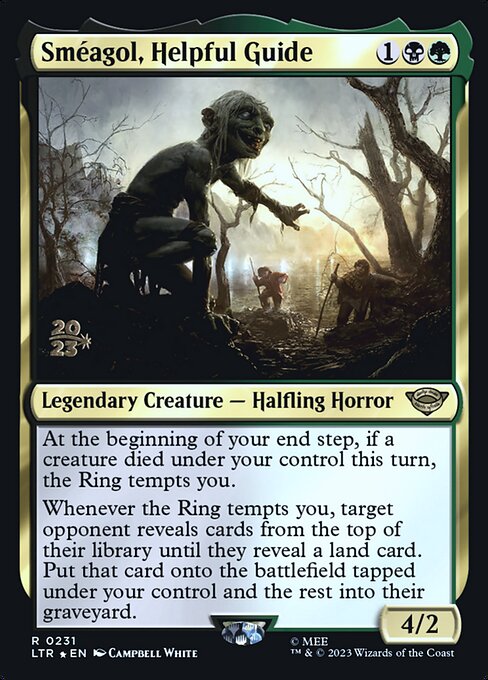 Sméagol, Helpful Guide 1
20
23
Legendary Creature — Halfling Horror
At the beginning of your end step, if a
creature died under your control this turn,
the Ring tempts you.
Whenever the Ring tempts you, target
opponent reveals cards from the top of
their library until they reveal a land card.
Put that card onto the battlefield tapped
under your control and the rest into their
graveyard.
4/2
R 0231
LTR ★ EN CAMPBELL WHITE
© MEE
™ & © 2023 Wizards of the Coast